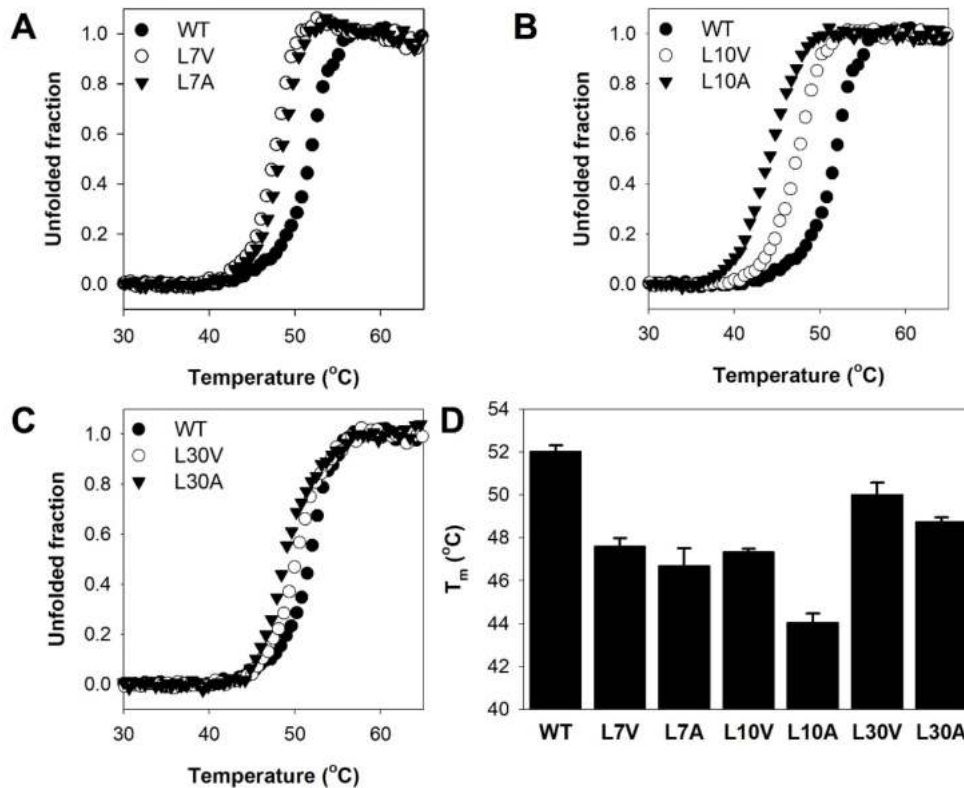 A
WT
L7V
L7A
1.0
0.8
0.6
0.4
0.2
0.0
Unfolded fraction
30 40 50 60
Temperature (°C)
B
WT
L10V
L10A
1.0
0.8
0.6
0.4
0.2
0.0
Unfolded fraction
30 40 50 60
Temperature (°C)
C
WT
L30V
L30A
1.0
0.8
0.6
0.4
0.2
0.0
Unfolded fraction
30 40 50 60
Temperature (°C)
D
54
52
50
48
46
44
42
40
Tm (°C)
WT L7V L7A L10V L10A L30V L30A